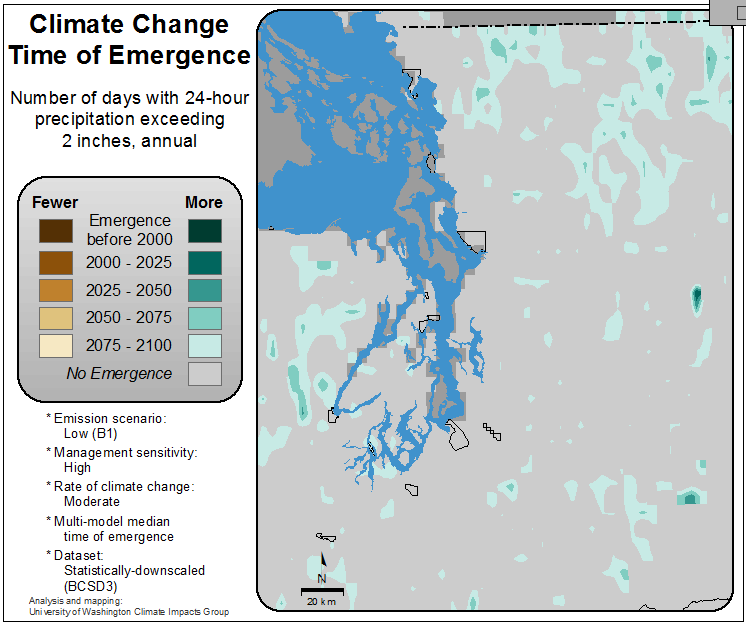 Climate Change
Time of Emergence
Number of days with 24-hour
precipitation exceeding
2 inches, annual
Fewer
More
Emergence
before 2000
2000 - 2025
2025 - 2050
2050 - 2075
2075 - 2100
No Emergence
* Emission scenario:
Low (B1)
* Management sensitivity:
High
* Rate of climate change:
Moderate
* Multi-model median
time of emergence
* Dataset:
Statistically-downscaled
(BCSD3)
Analysis and mapping:
University of Washington Climate Impacts Group
N
20 km